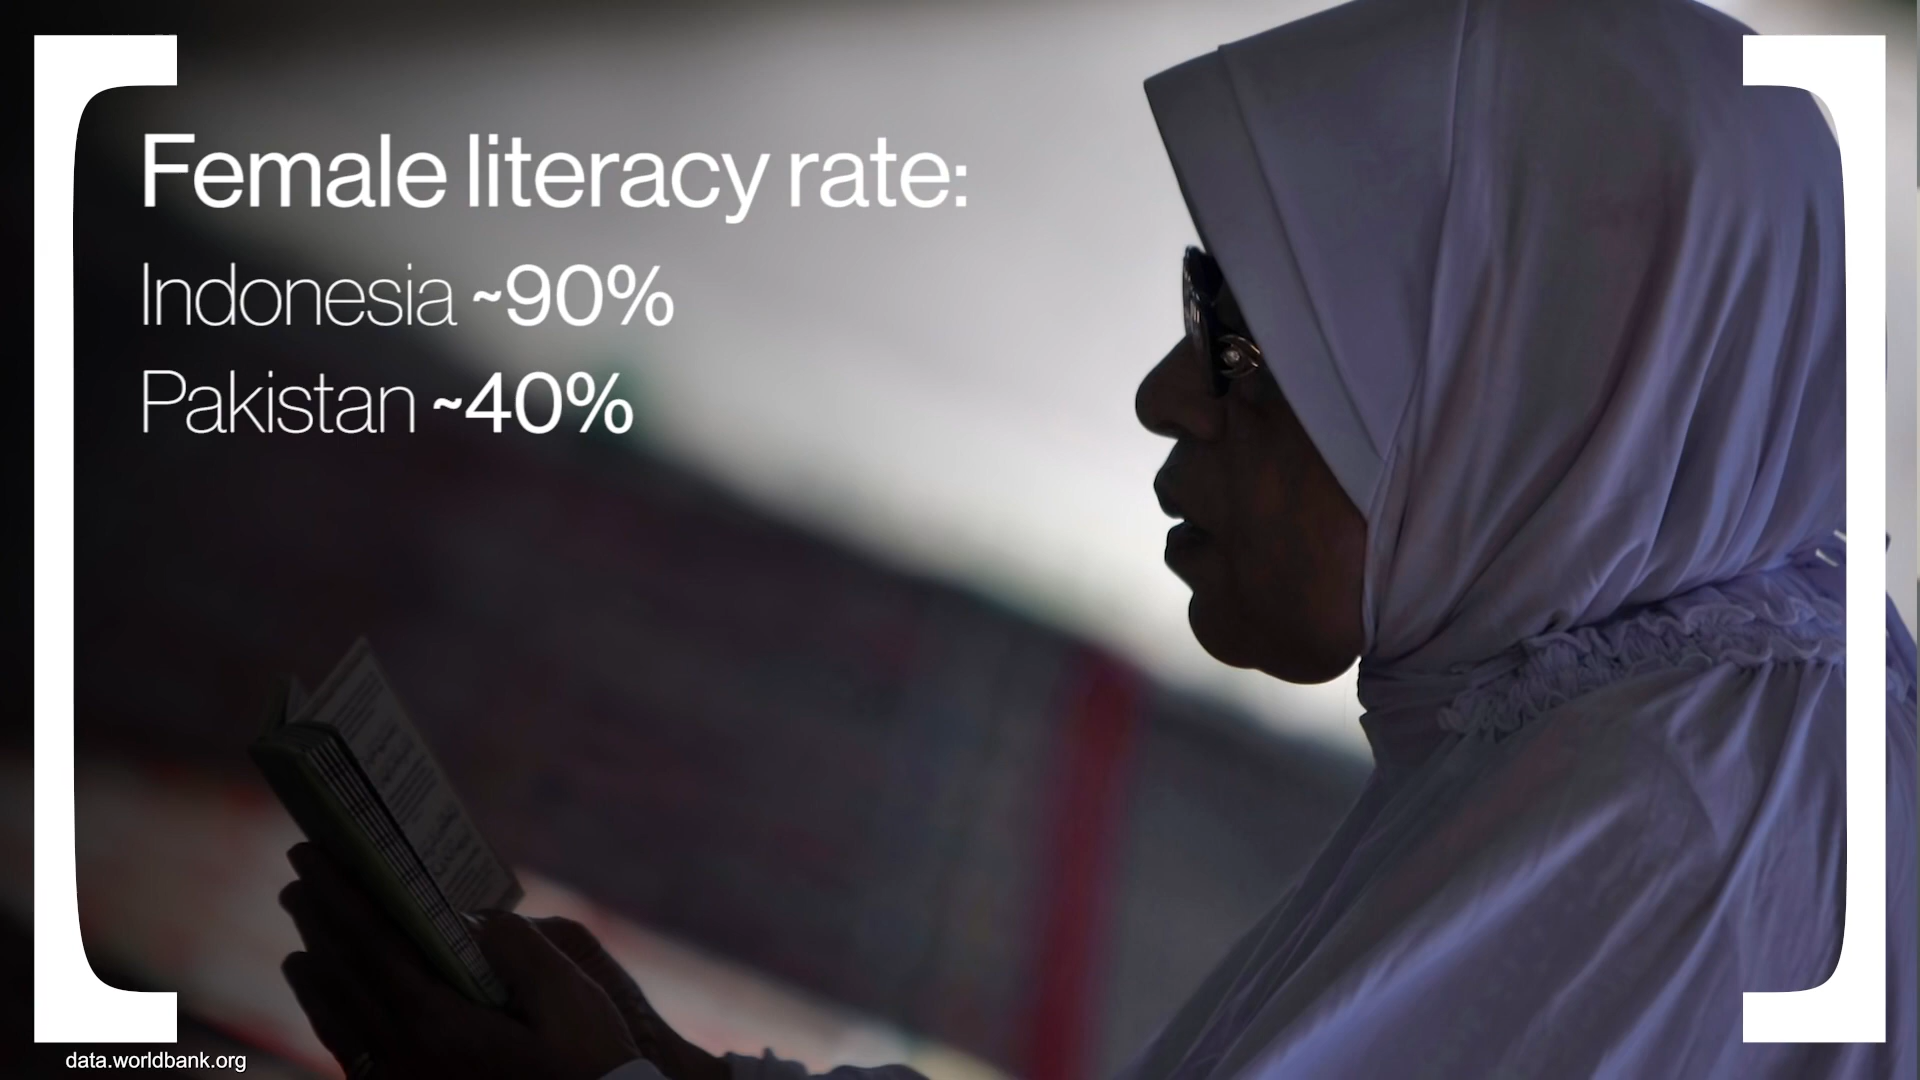 Female literacy rate:
Indonesia ~90%
Pakistan ~40%
data.worldbank.org